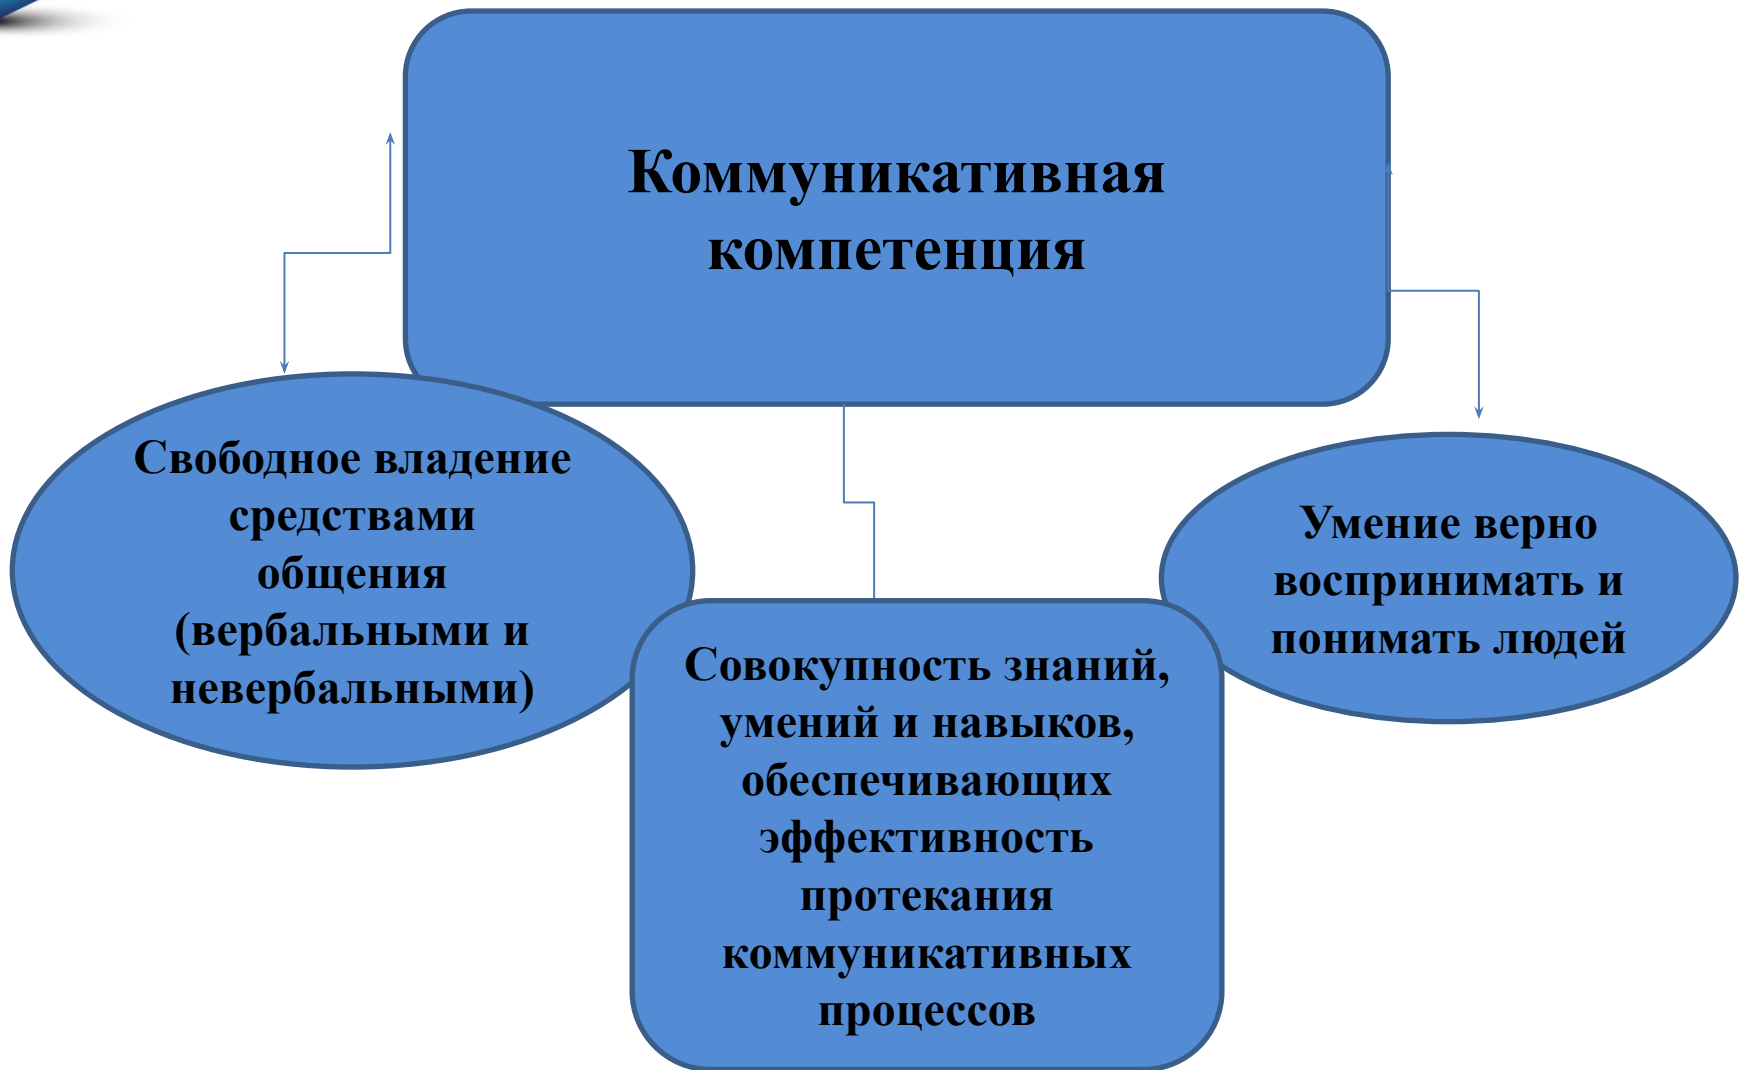 Коммуникативная
компетенция
Свободное владение
средствами
общения
(вербальными и
невербальными)
Совокупность знаний,
умений и навыков,
обеспечивающих
эффективность
протекания
коммуникативных
процессов
Умение верно
воспринимать и
понимать людей